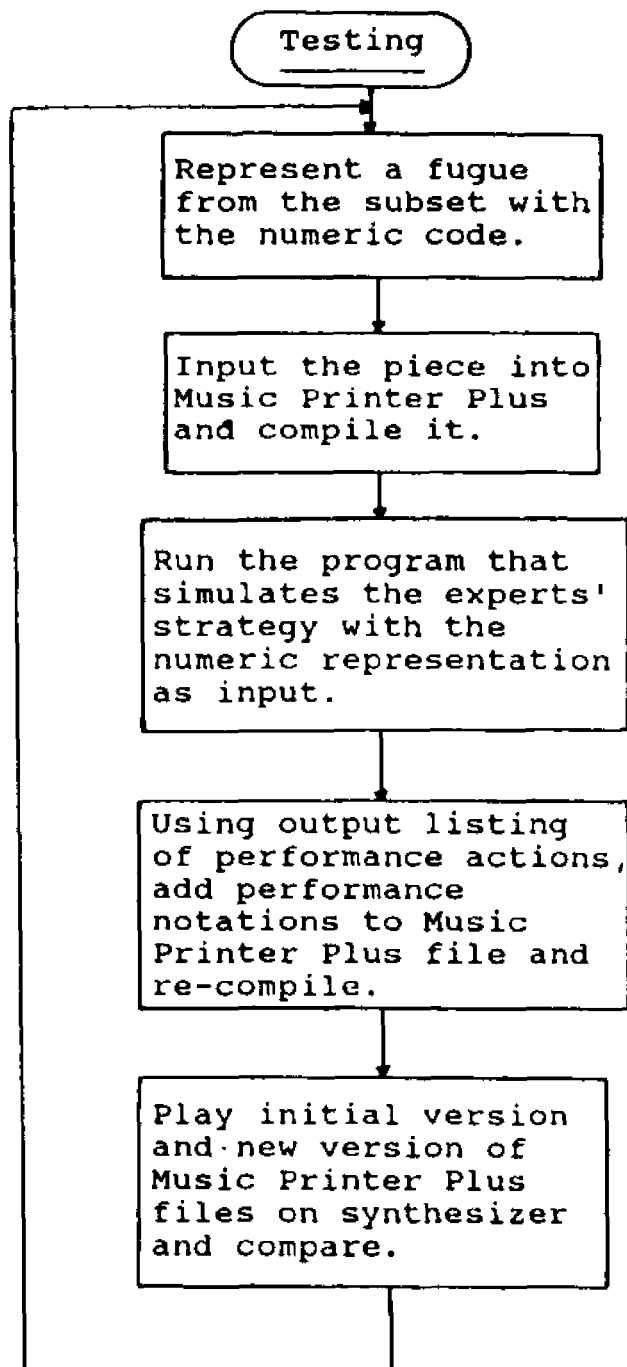 Testing
Represent a fugue
from the subset with
the numeric code.
Input the piece into
Music Printer Plus
and compile it.
Run the program that
simulates the experts'
strategy with the
numeric representation
as input.
Using output listing
of performance actions,
add performance
notations to Music
Printer Plus file and
re-compile.
Play initial version
and new version of
Music Printer Plus
files on synthesizer
and compare.